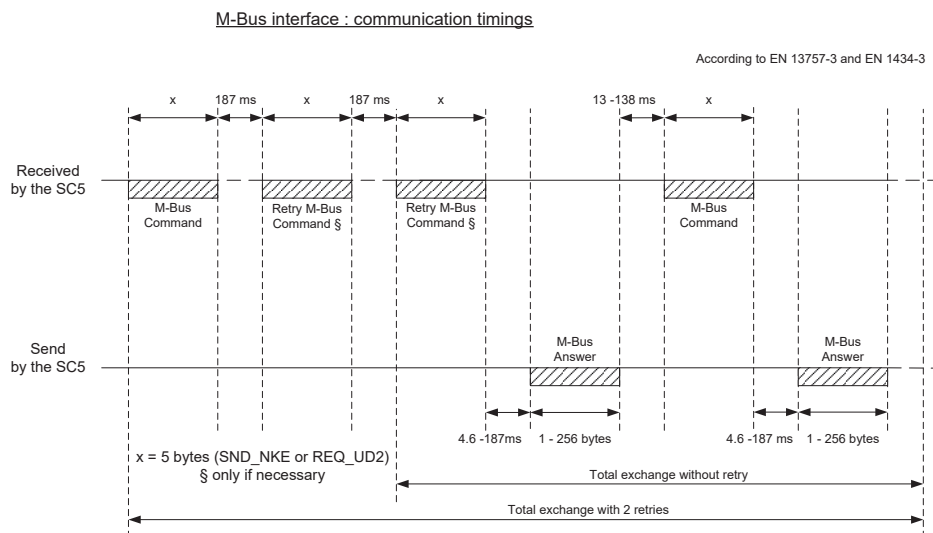 M-Bus interface : communication timings
According to EN 13757-3 and EN 1434-3
x
187 ms
x
187 ms
x
13 -138 ms
x
Received
by the SC5
M-Bus
Command
Retry M-Bus
Command §
Retry M-Bus
Command §
M-Bus
Command
Send
by the SC5
M-Bus
Answer
M-Bus
Answer
4.6 -187ms
1 - 256 bytes
4.6 -187 ms
1 - 256 bytes
x = 5 bytes (SND_NKE or REQ_UD2)
§ only if necessary
Total exchange without retry
Total exchange with 2 retries